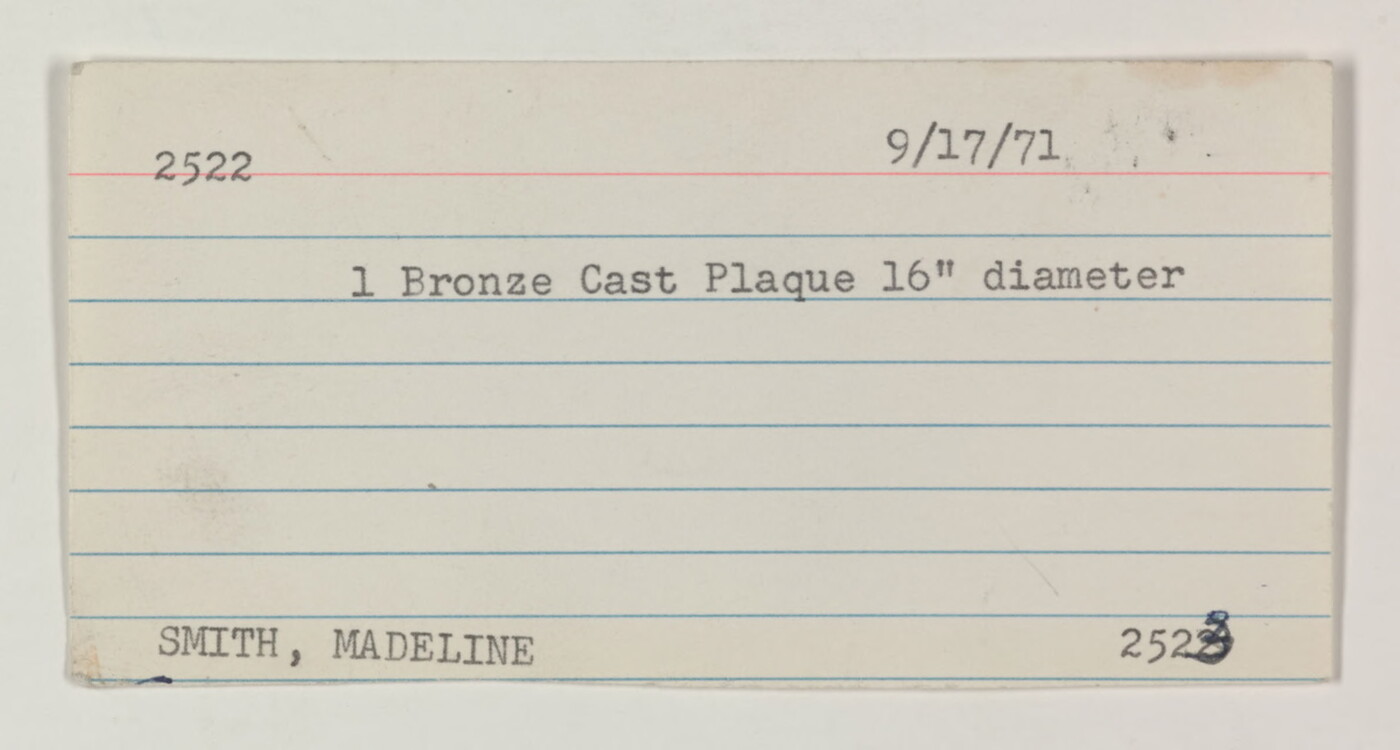 2522 9/17/71
1 Bronze Cast Plaque 16" diameter
SMITH, MADELINE 2523